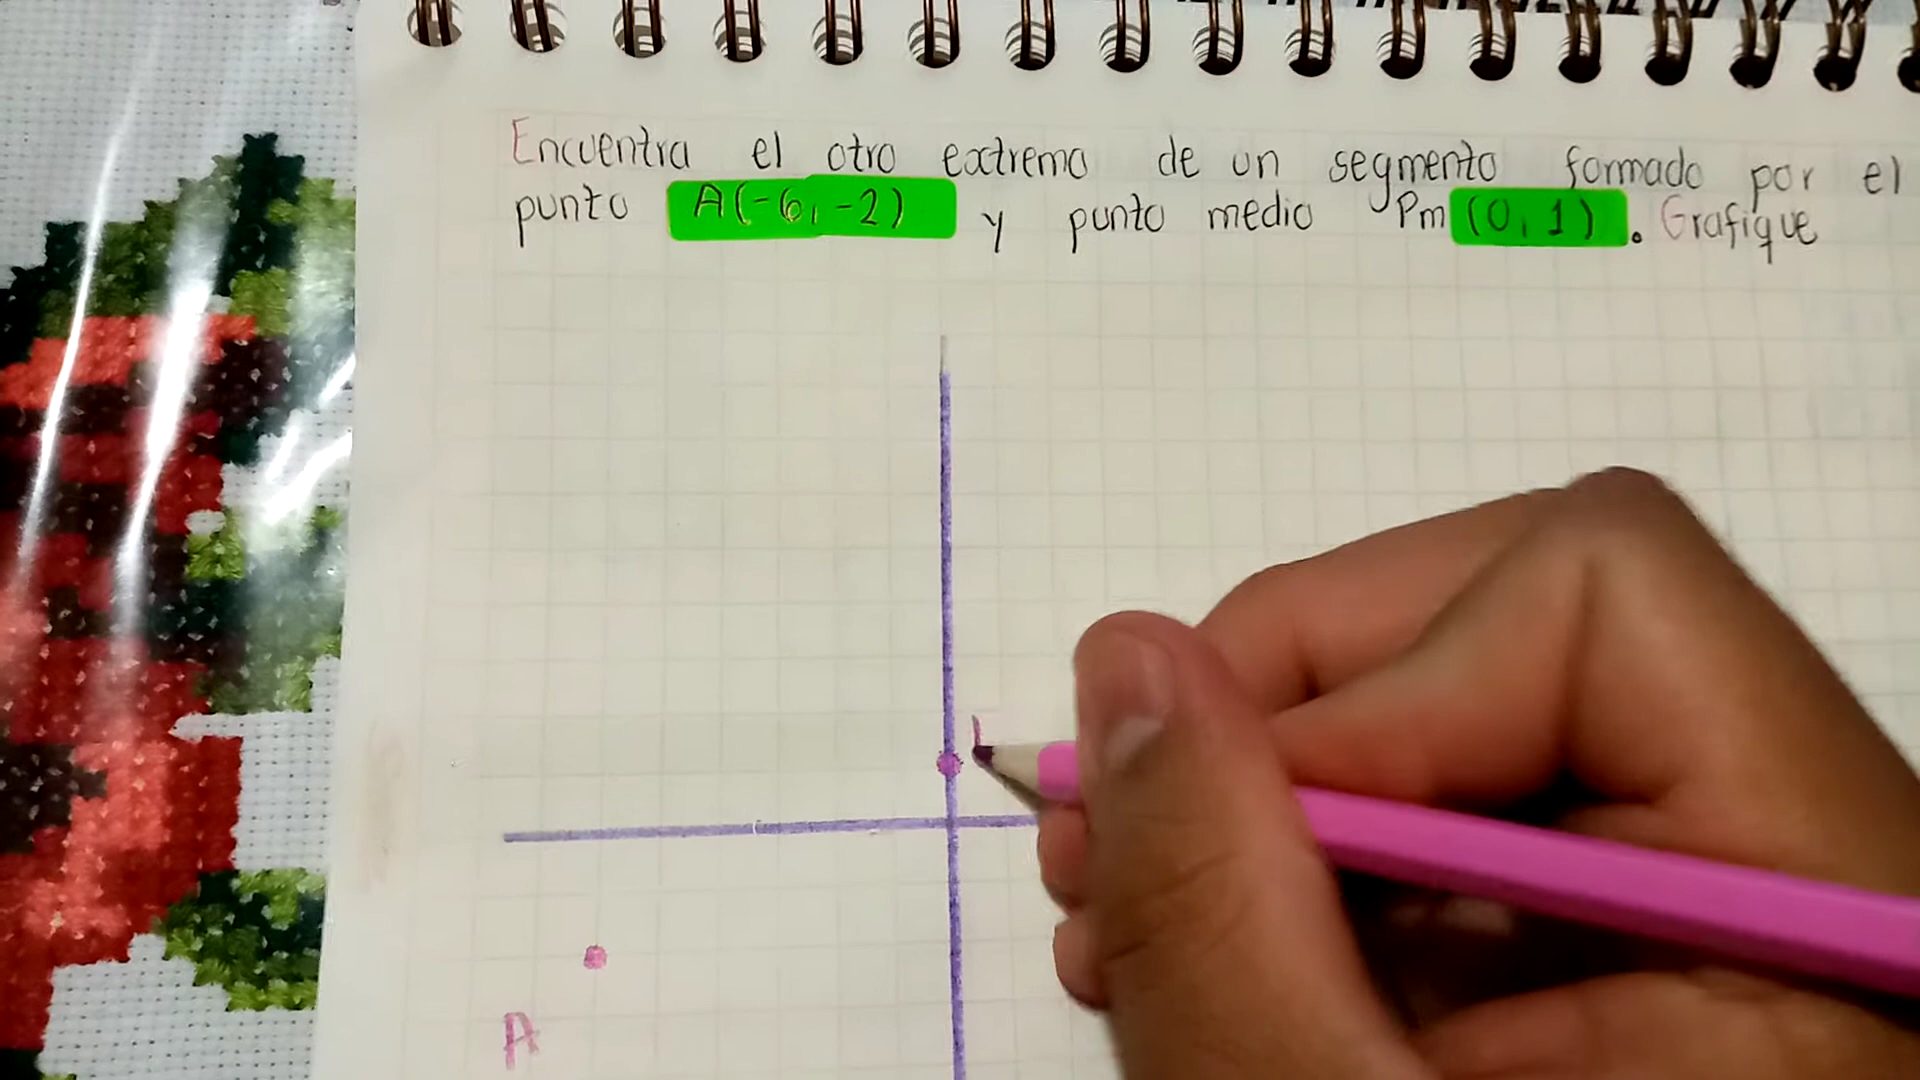 Encuentra el otro extremo de un segmento formado por el
punto A(-6, -2) y punto medio Pm (0, 1). Grafique
A